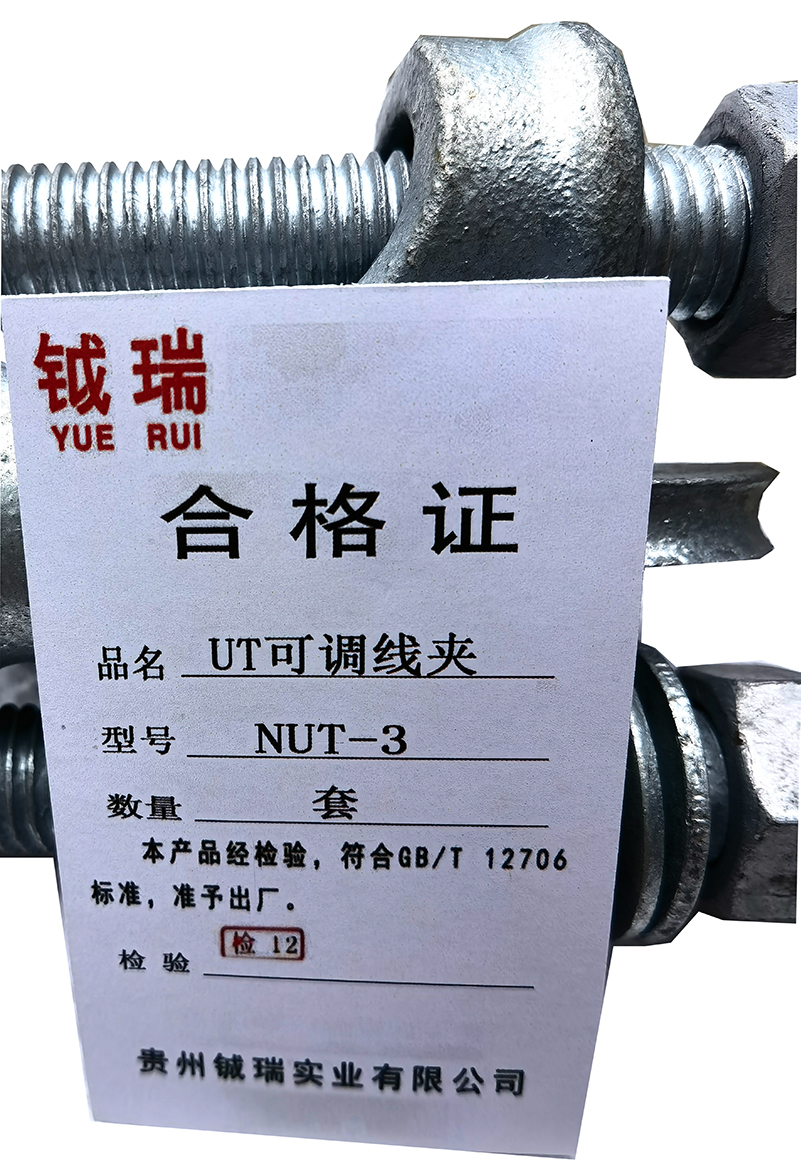 钺瑞
YUE RUI
合格证
品名 UT可调线夹
型号 NUT-3
数量 套
本产品经检验，符合GB/T 12706
标准，准予出厂。
检验 检 12
贵州钺瑞实业有限公司